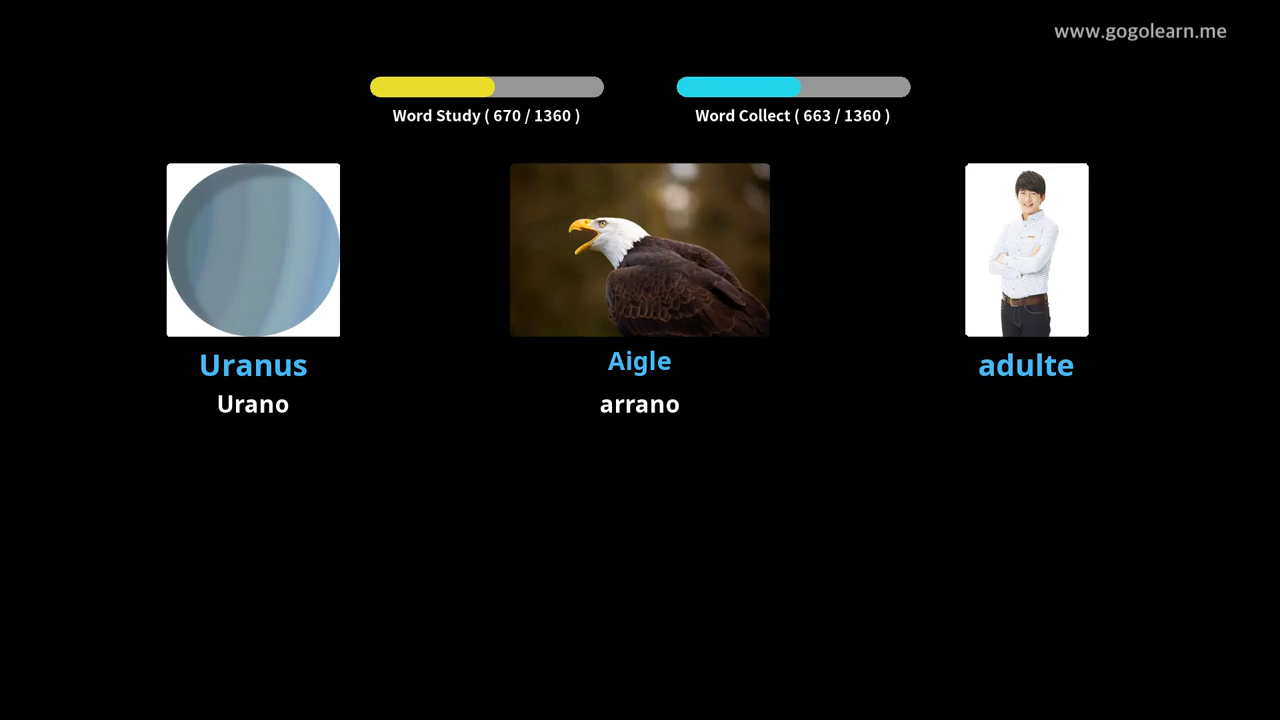 www.gogolearn.me
Word Study ( 670 / 1360 )
Word Collect ( 663 / 1360 )
Uranus
Urano
Aigle
arrano
adulte